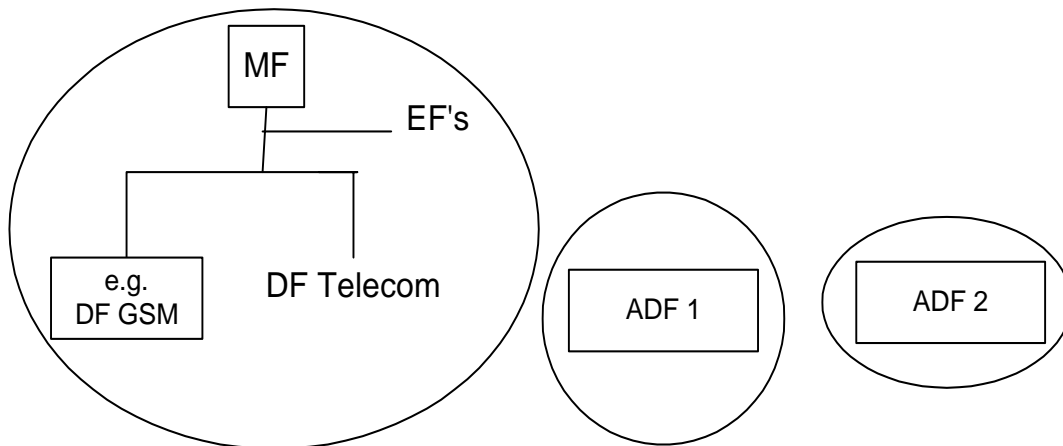 MF
EF's
e.g.
DF GSM
DF Telecom
ADF 1
ADF 2